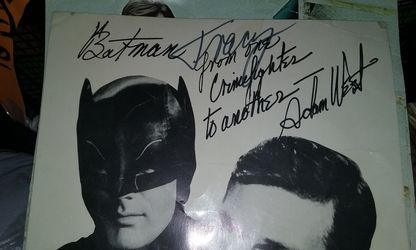 "Batman
from one
Crimefighter
to another –
Adam West